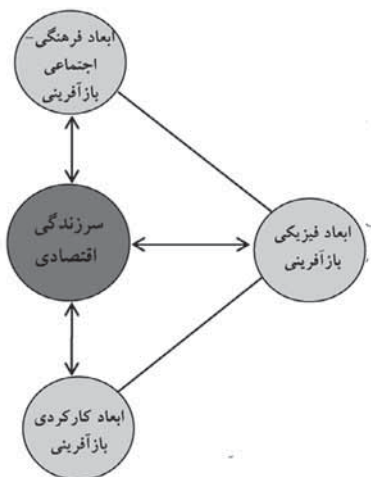 ابعاد فرهنگی-
اجتماعی
بازآفرینی
سرزندگی
اقتصادی
ابعاد فیزیکی
بازآفرینی
ابعاد کارکردی
بازآفرینی